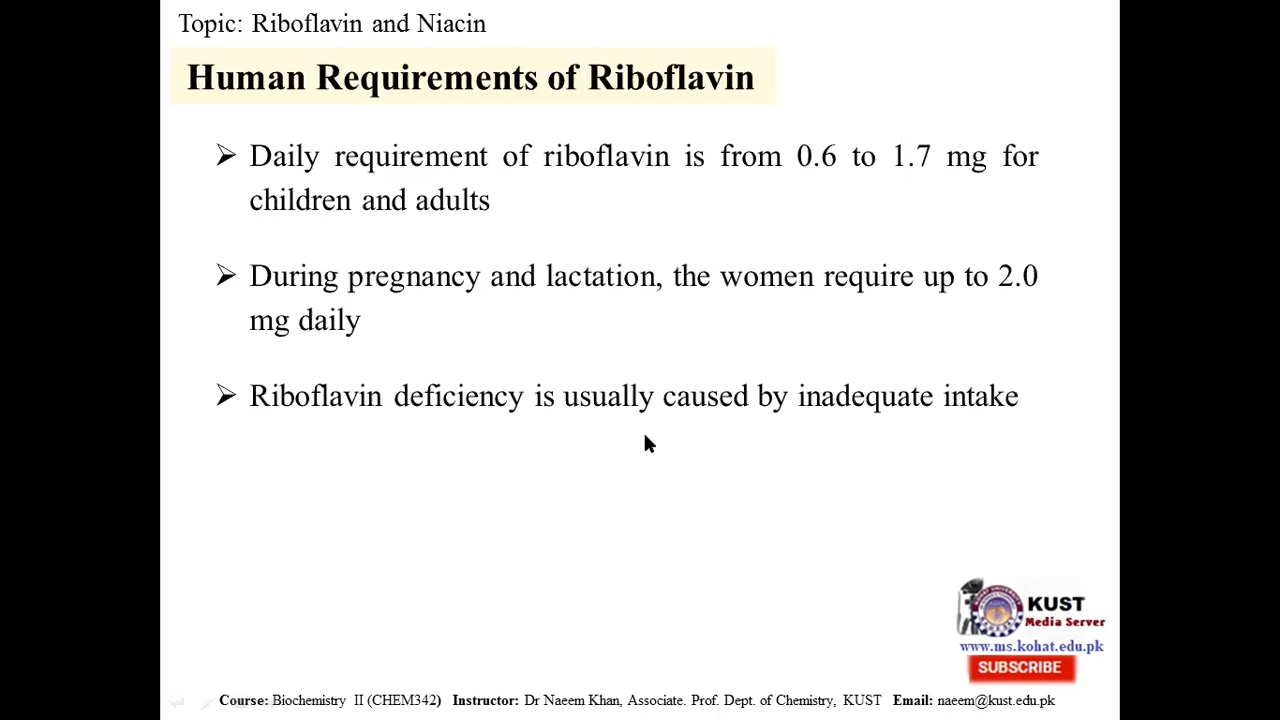 Topic: Riboflavin and Niacin
Human Requirements of Riboflavin
Daily requirement of riboflavin is from 0.6 to 1.7 mg for
children and adults
During pregnancy and lactation, the women require up to 2.0
mg daily
Riboflavin deficiency is usually caused by inadequate intake
KUST
Media Server
www.ms.kohat.edu.pk
SUBSCRIBE
Course: Biochemistry II (CHEM342) Instructor: Dr Naeem Khan, Associate. Prof. Dept. of Chemistry, KUST Email: naeem@kust.edu.pk